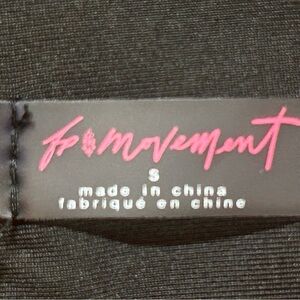 fp movement
S
made in china
fabriqué en chine